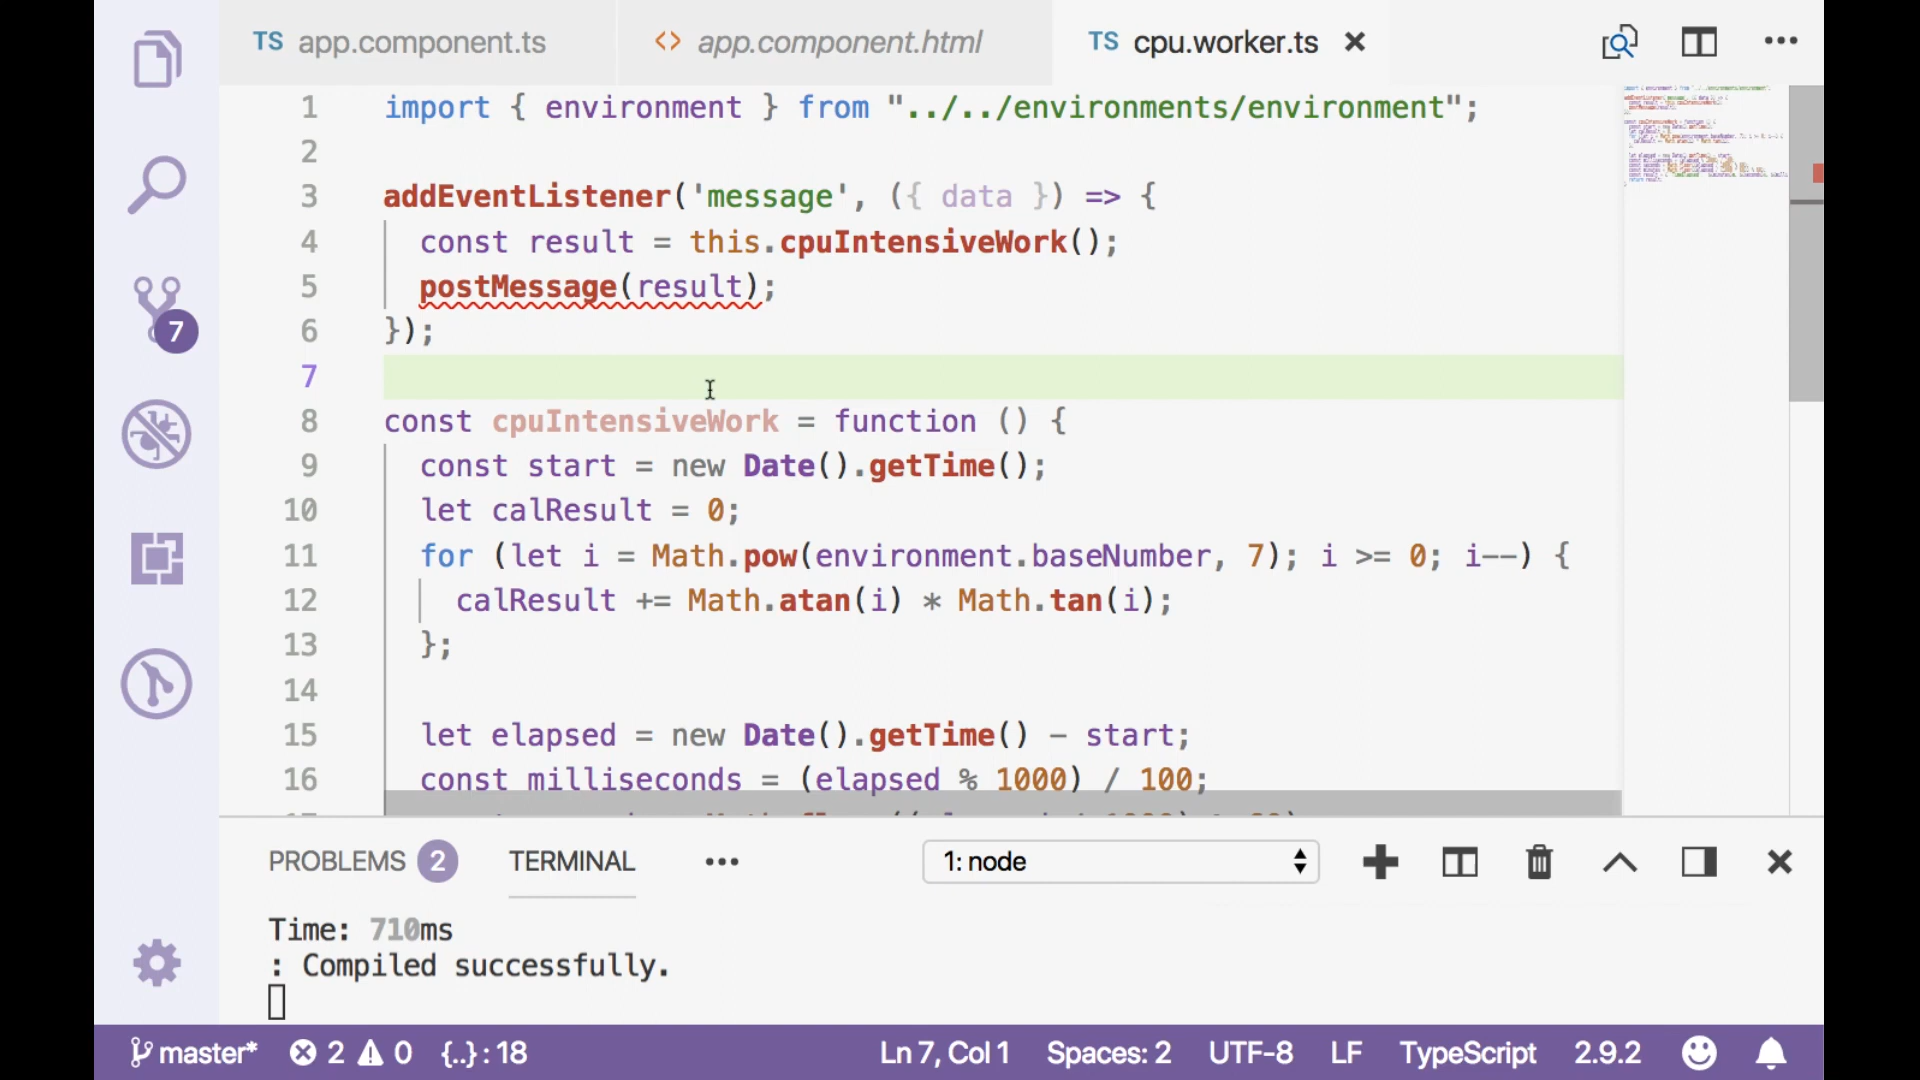 TS app.component.ts <> app.component.html TS cpu.worker.ts
1 import { environment } from "../../environments/environment";
2
3 addEventListener('message', ({ data }) => {
4 const result = this.cpuIntensiveWork();
5 postMessage(result);
6 });
7
8 const cpuIntensiveWork = function () {
9 const start = new Date().getTime();
10 let calResult = 0;
11 for (let i = Math.pow(environment.baseNumber, 7); i >= 0; i--) {
12 calResult += Math.atan(i) * Math.tan(i);
13 };
14
15 let elapsed = new Date().getTime() - start;
16 const milliseconds = (elapsed % 1000) / 100;
7
PROBLEMS 2 TERMINAL ••• 1: node
Time: 710ms
: Compiled successfully.
master* 2 0 {..} : 18 Ln 7, Col 1 Spaces: 2 UTF-8 LF TypeScript 2.9.2